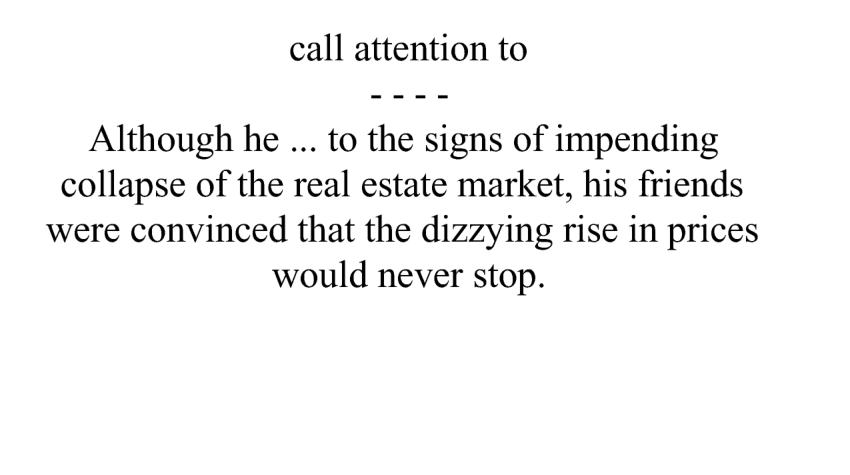 call attention to
- - - -
Although he ... to the signs of impending
collapse of the real estate market, his friends
were convinced that the dizzying rise in prices
would never stop.